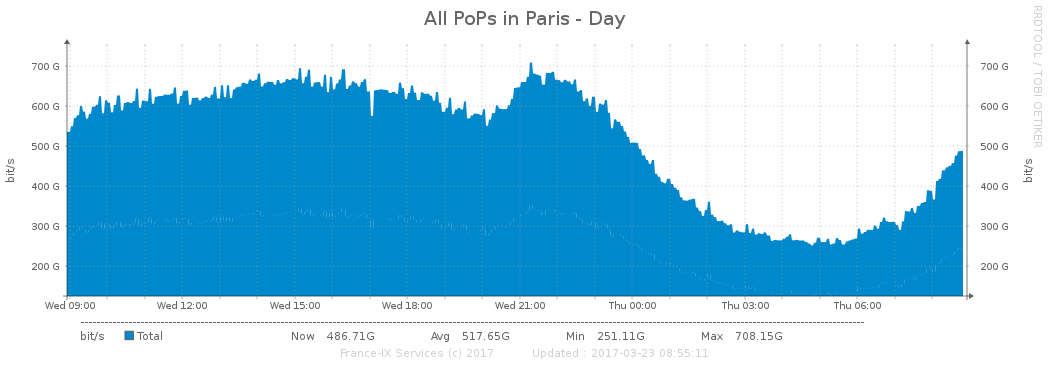 All PoPs in Paris - Day
RRDTOOL / TOBI OETIKER
700 G 700 G
600 G 600 G
500 G 500 G
400 G 400 G
300 G 300 G
200 G 200 G
bit/s
bit/s
Wed 09:00 Wed 12:00 Wed 15:00 Wed 18:00 Wed 21:00 Thu 00:00 Thu 03:00 Thu 06:00
bit/s Total Now 486.71G Avg 517.65G Min 251.11G Max 708.15G
France-IX Services (c) 2017 Updated : 2017-03-23 08:55:11